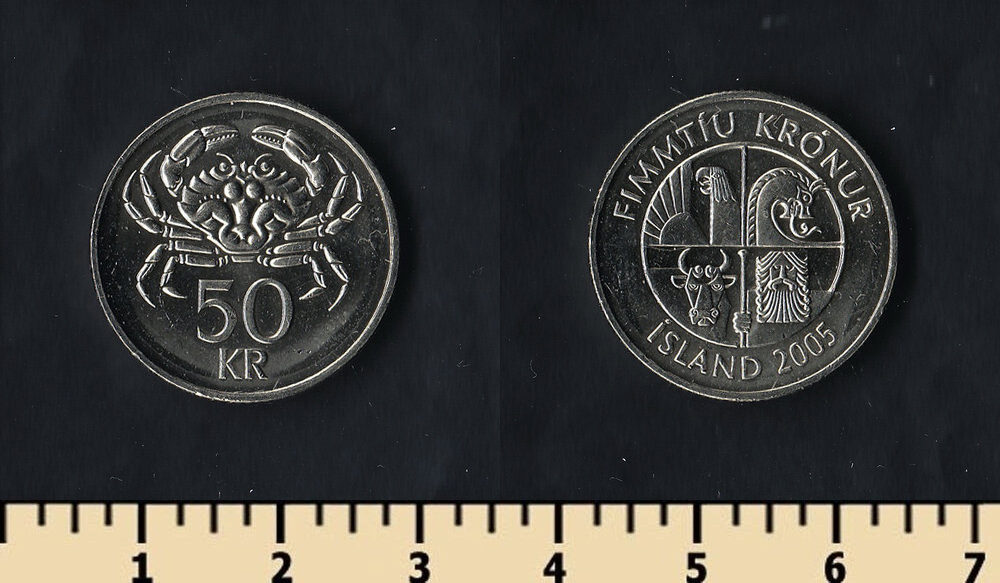 50
KR
FIMMTÍU KRÓNUR
ÍSLAND 2005
1 2 3 4 5 6 7